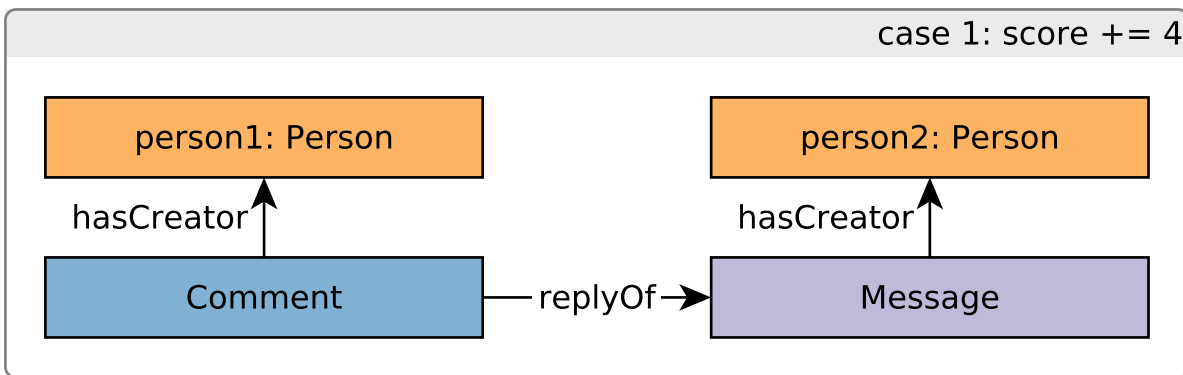 case 1: score += 4
person1: Person
person2: Person
hasCreator
hasCreator
Comment
replyOf
Message